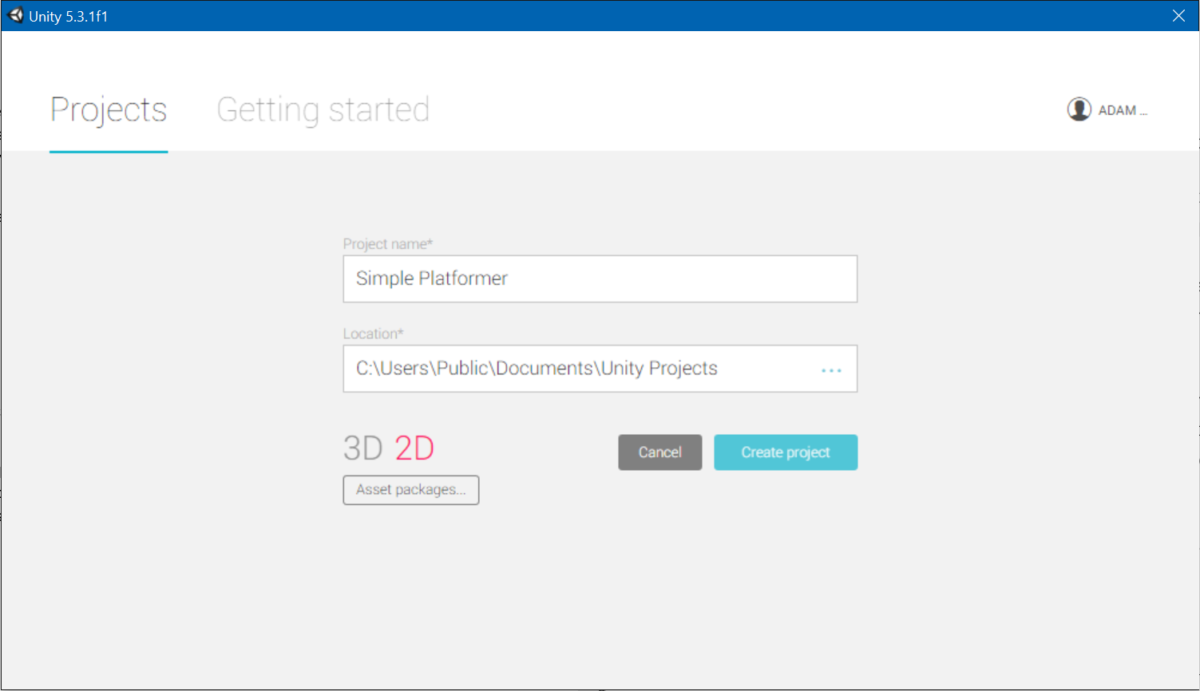 Unity 5.3.1f1
Projects Getting started ADAM ...
Project name*
Simple Platformer
Location*
C:\Users\Public\Documents\Unity Projects ...
3D 2D Cancel Create project
Asset packages...